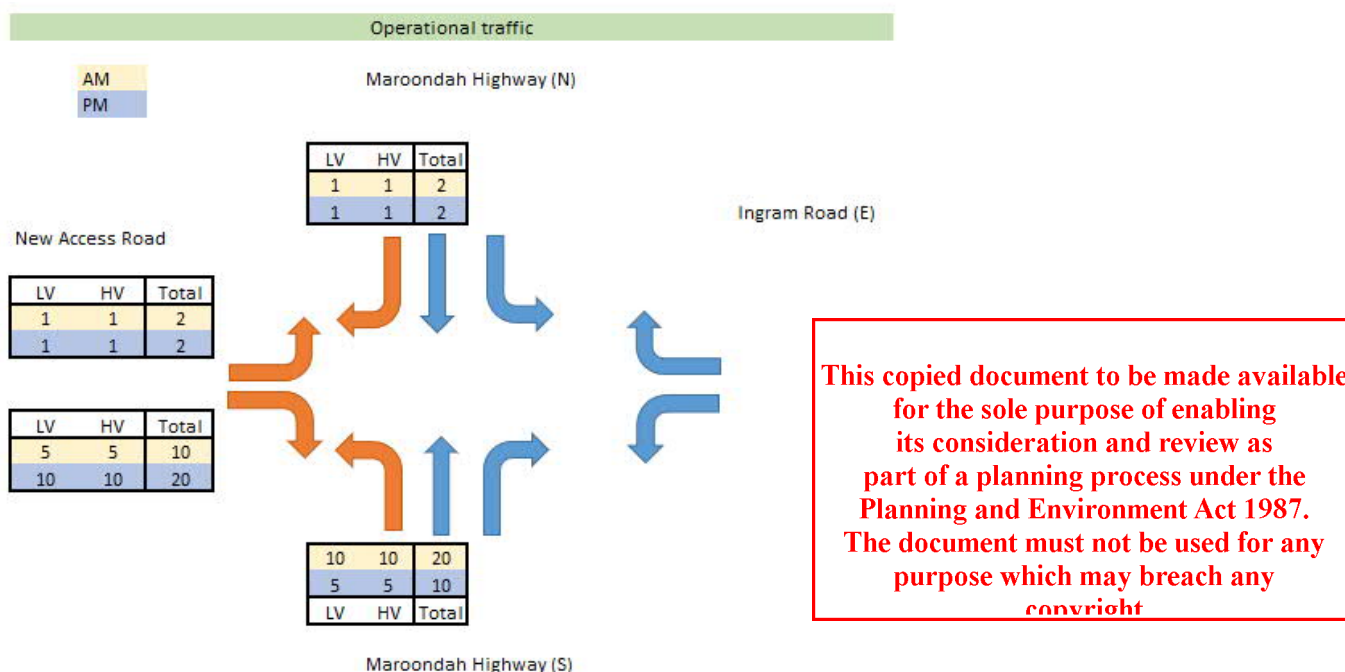 Operational traffic
AM
PM
Maroondah Highway (N)
LV HV Total
1 1 2
1 1 2
Ingram Road (E)
New Access Road
LV HV Total
1 1 2
1 1 2
LV HV Total
5 5 10
10 10 20
10 10 20
5 5 10
LV HV Total
Maroondah Highway (S)
This copied document to be made available
for the sole purpose of enabling
its consideration and review as
part of a planning process under the
Planning and Environment Act 1987.
The document must not be used for any
purpose which may breach any
copyright